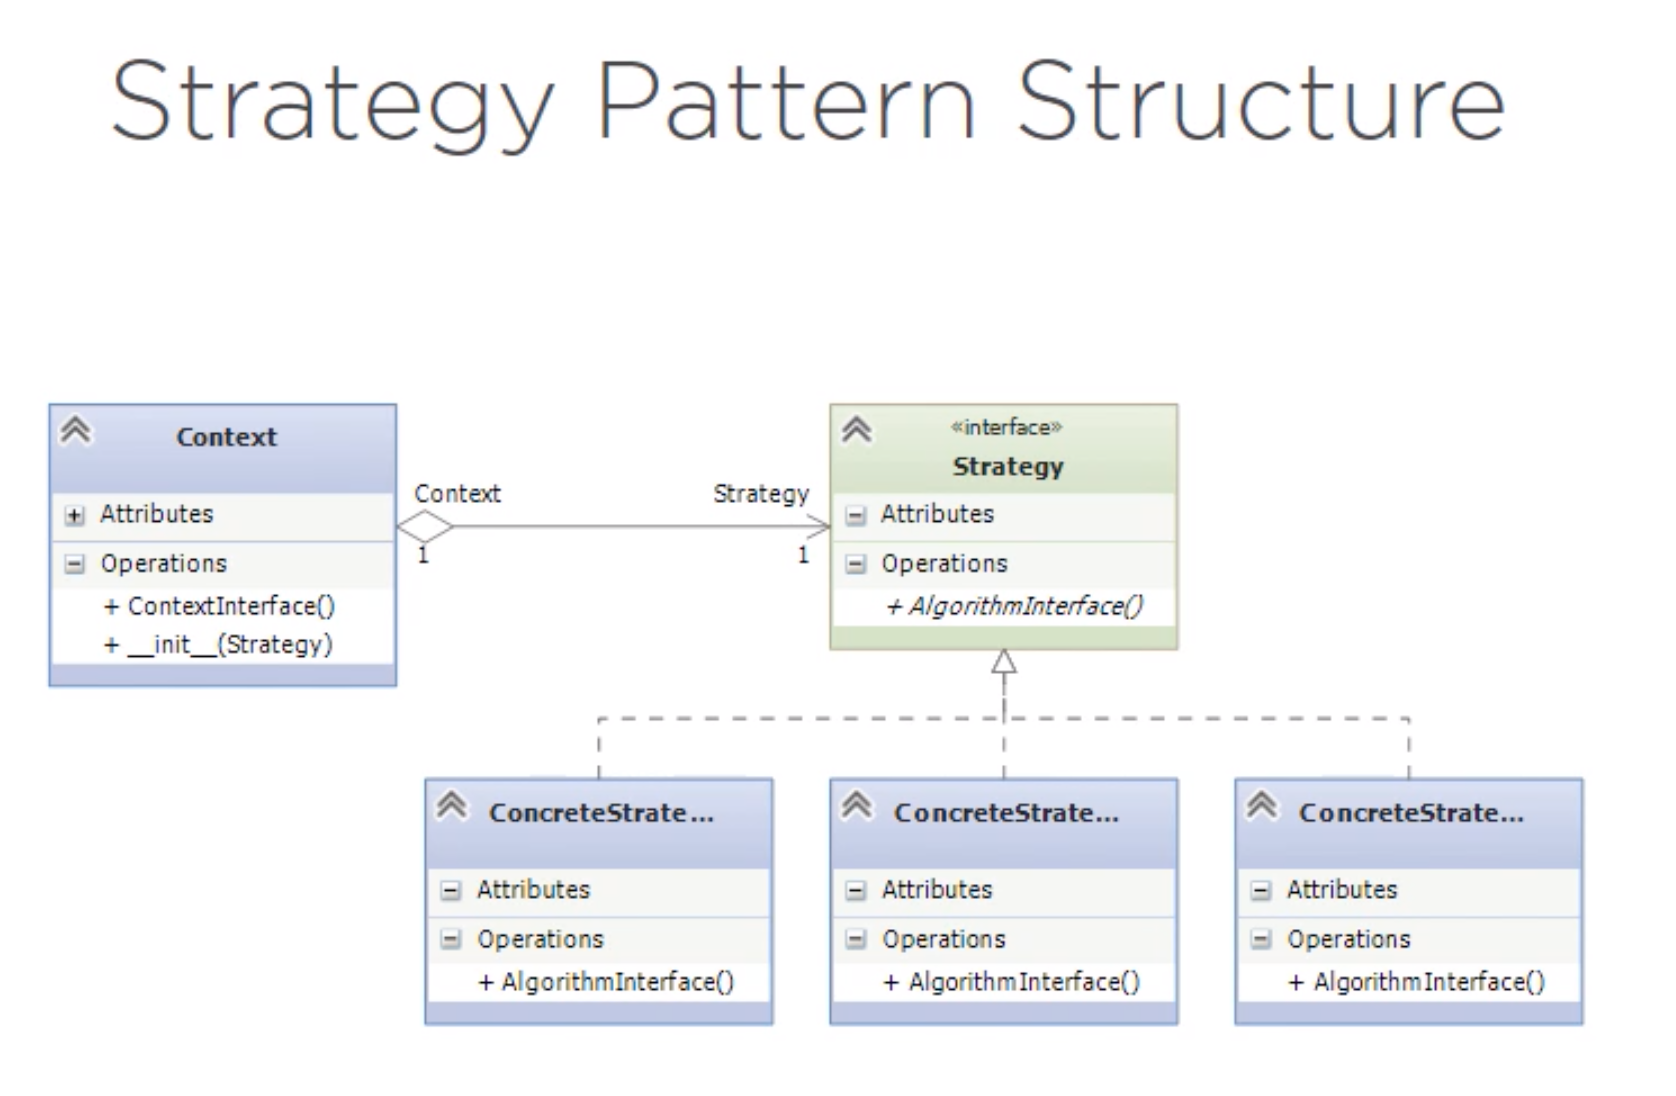 Strategy Pattern Structure
Context
Attributes
Operations
+ ContextInterface()
+ __init__(Strategy)
Context
1
Strategy
1
«interface»
Strategy
Attributes
Operations
+ AlgorithmInterface()
ConcreteStrate...
Attributes
Operations
+ AlgorithmInterface()
ConcreteStrate...
Attributes
Operations
+ AlgorithmInterface()
ConcreteStrate...
Attributes
Operations
+ AlgorithmInterface()